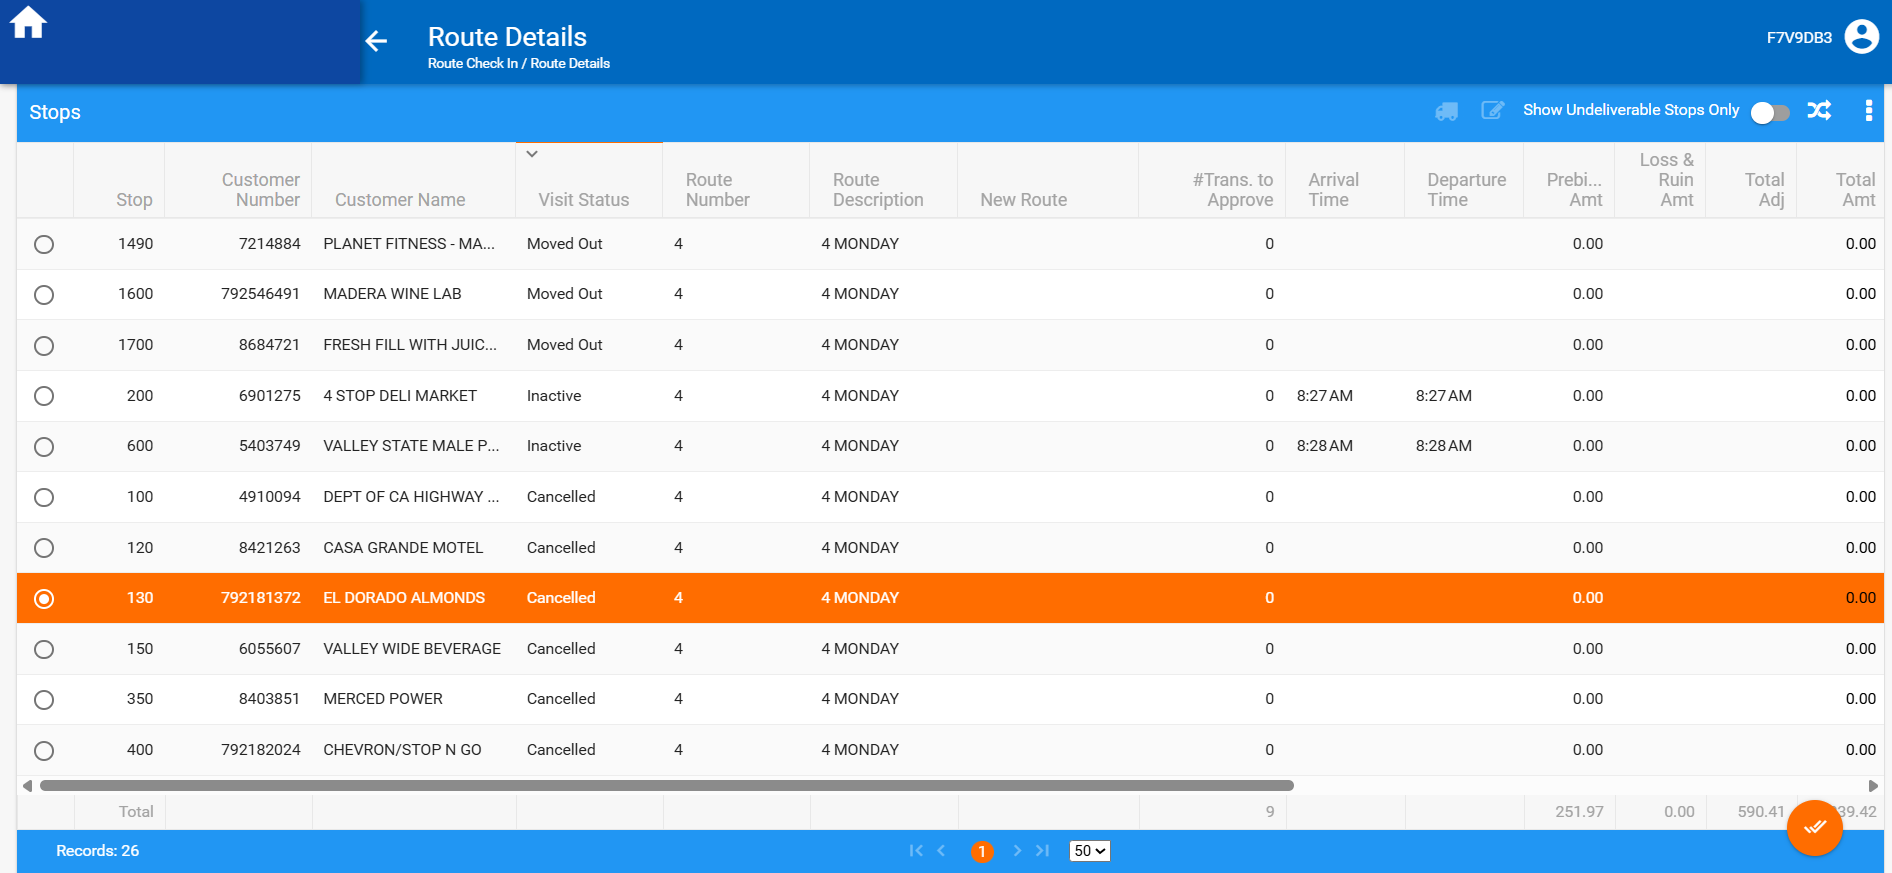 Route Details
Route Check In / Route Details
F7V9DB3
Stops
Show Undeliverable Stops Only
Stop
Customer Number
Customer Name
Visit Status
Route Number
Route Description
New Route
#Trans. to Approve
Arrival Time
Departure Time
Prebi... Amt
Loss & Ruin Amt
Total Adj
Total Amt
1490 7214884 PLANET FITNESS - MA... Moved Out 4 4 MONDAY 0 0.00 0.00
1600 792546491 MADERA WINE LAB Moved Out 4 4 MONDAY 0 0.00 0.00
1700 8684721 FRESH FILL WITH JUIC... Moved Out 4 4 MONDAY 0 0.00 0.00
200 6901275 4 STOP DELI MARKET Inactive 4 4 MONDAY 0 8:27 AM 8:27 AM 0.00 0.00
600 5403749 VALLEY STATE MALE P... Inactive 4 4 MONDAY 0 8:28 AM 8:28 AM 0.00 0.00
100 4910094 DEPT OF CA HIGHWAY ... Cancelled 4 4 MONDAY 0 0.00 0.00
120 8421263 CASA GRANDE MOTEL Cancelled 4 4 MONDAY 0 0.00 0.00
130 792181372 EL DORADO ALMONDS Cancelled 4 4 MONDAY 0 0.00 0.00
150 6055607 VALLEY WIDE BEVERAGE Cancelled 4 4 MONDAY 0 0.00 0.00
350 8403851 MERCED POWER Cancelled 4 4 MONDAY 0 0.00 0.00
400 792182024 CHEVRON/STOP N GO Cancelled 4 4 MONDAY 0 0.00 0.00
Total 9 251.97 0.00 590.41
Records: 26
1
50